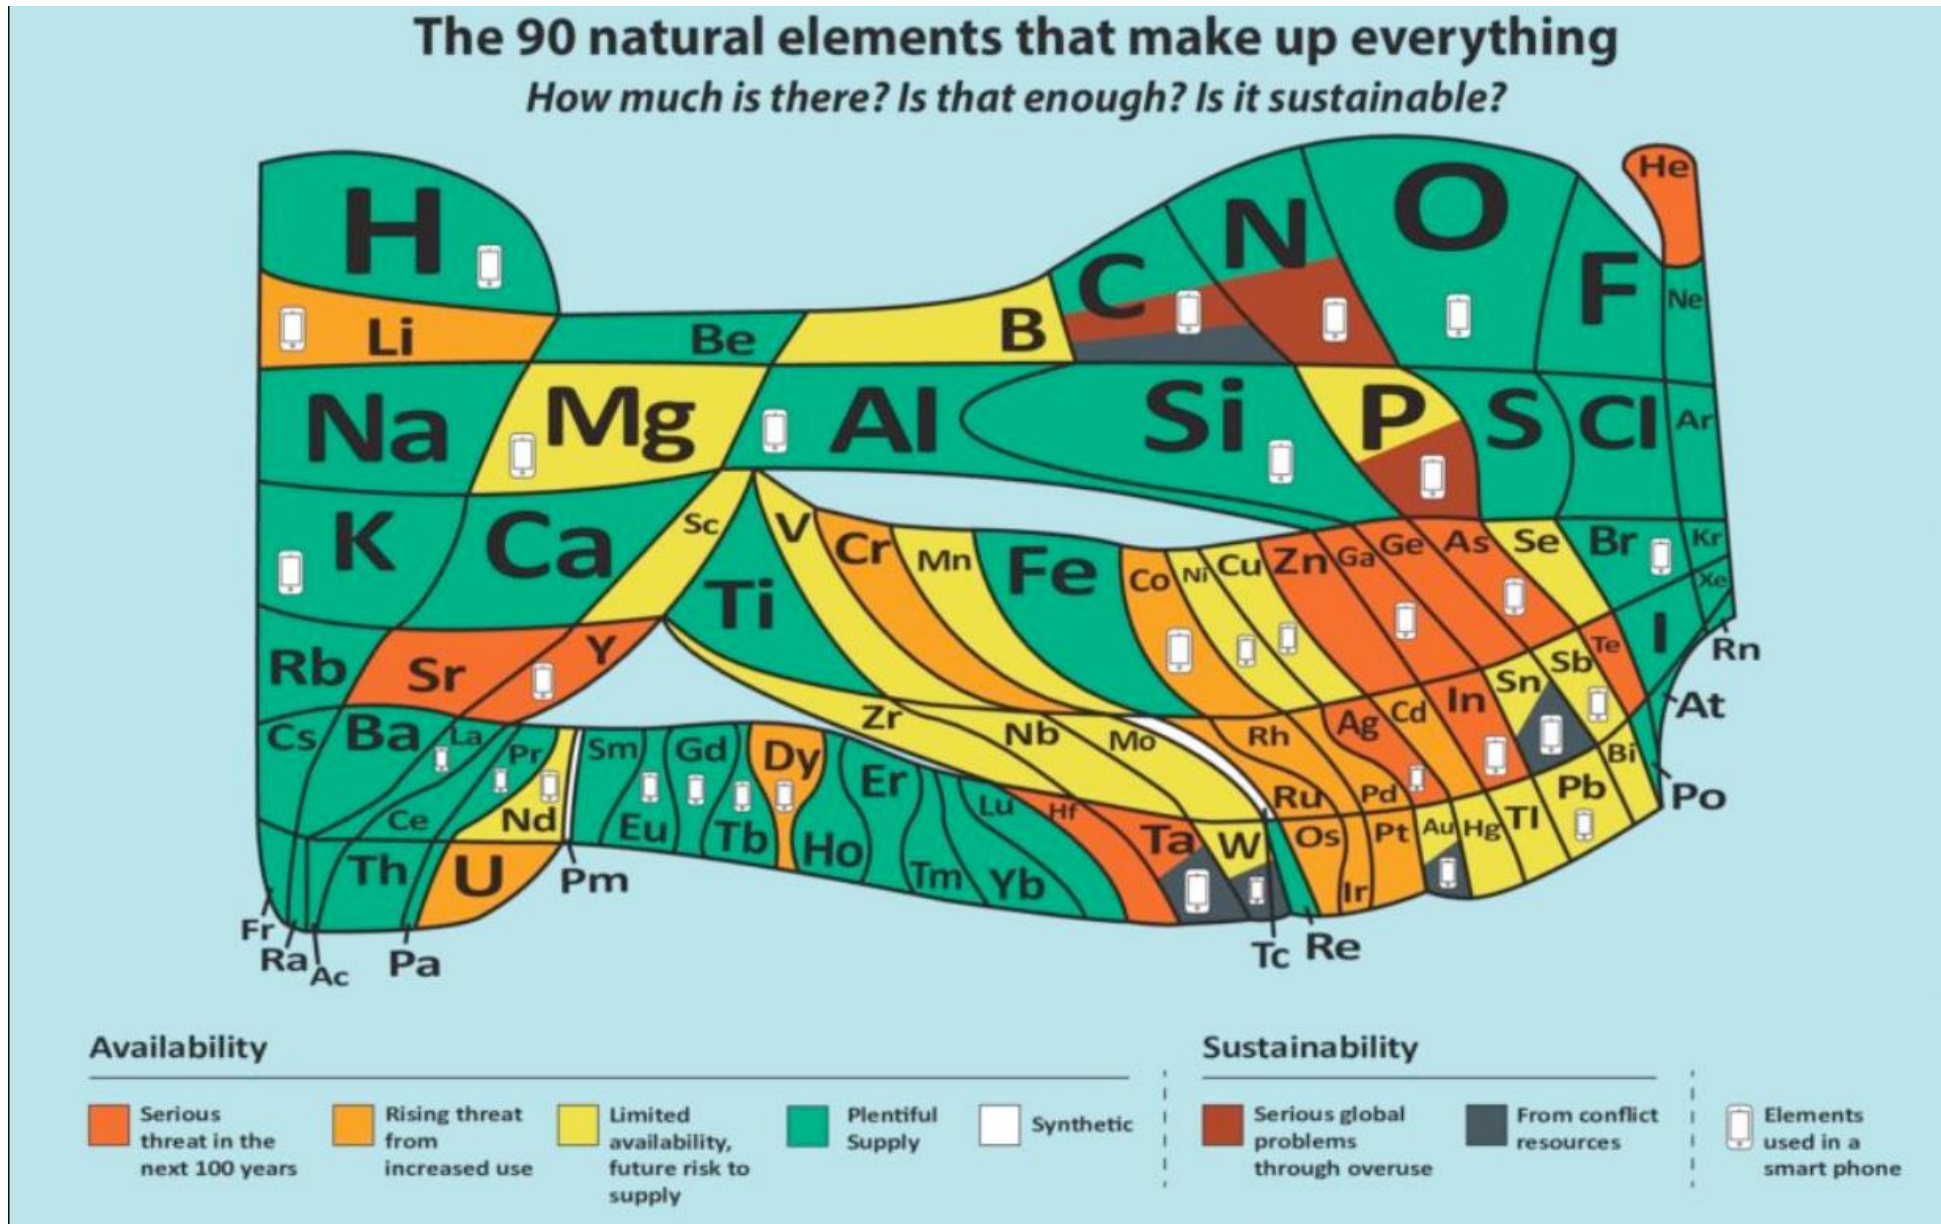 The 90 natural elements that make up everything
How much is there? Is that enough? Is it sustainable?
H
He
Li
Be
B
C
N
O
F
Ne
Na
Mg
Al
Si
P
S
Cl
Ar
K
Ca
Sc
Ti
V
Cr
Mn
Fe
Co
Ni
Cu
Zn
Ga
Ge
As
Se
Br
Kr
Rb
Sr
Y
Zr
Nb
Mo
Rh
Ru
Ag
Pd
Cd
In
Sn
Sb
Te
I
Xe
Rn
At
Po
Cs
Ba
La
Ce
Pr
Nd
Sm
Eu
Gd
Tb
Dy
Ho
Er
Tm
Yb
Lu
Hf
Ta
W
Os
Ir
Pt
Au
Hg
Tl
Pb
Bi
Th
U
Pm
Fr
Ra
Ac
Pa
Tc
Re
Availability
Serious
threat in the
next 100 years
Rising threat
from
increased use
Limited
availability,
future risk to
supply
Plentiful
Supply
Synthetic
Sustainability
Serious global
problems
through overuse
From conflict
resources
Elements
used in a
smart phone